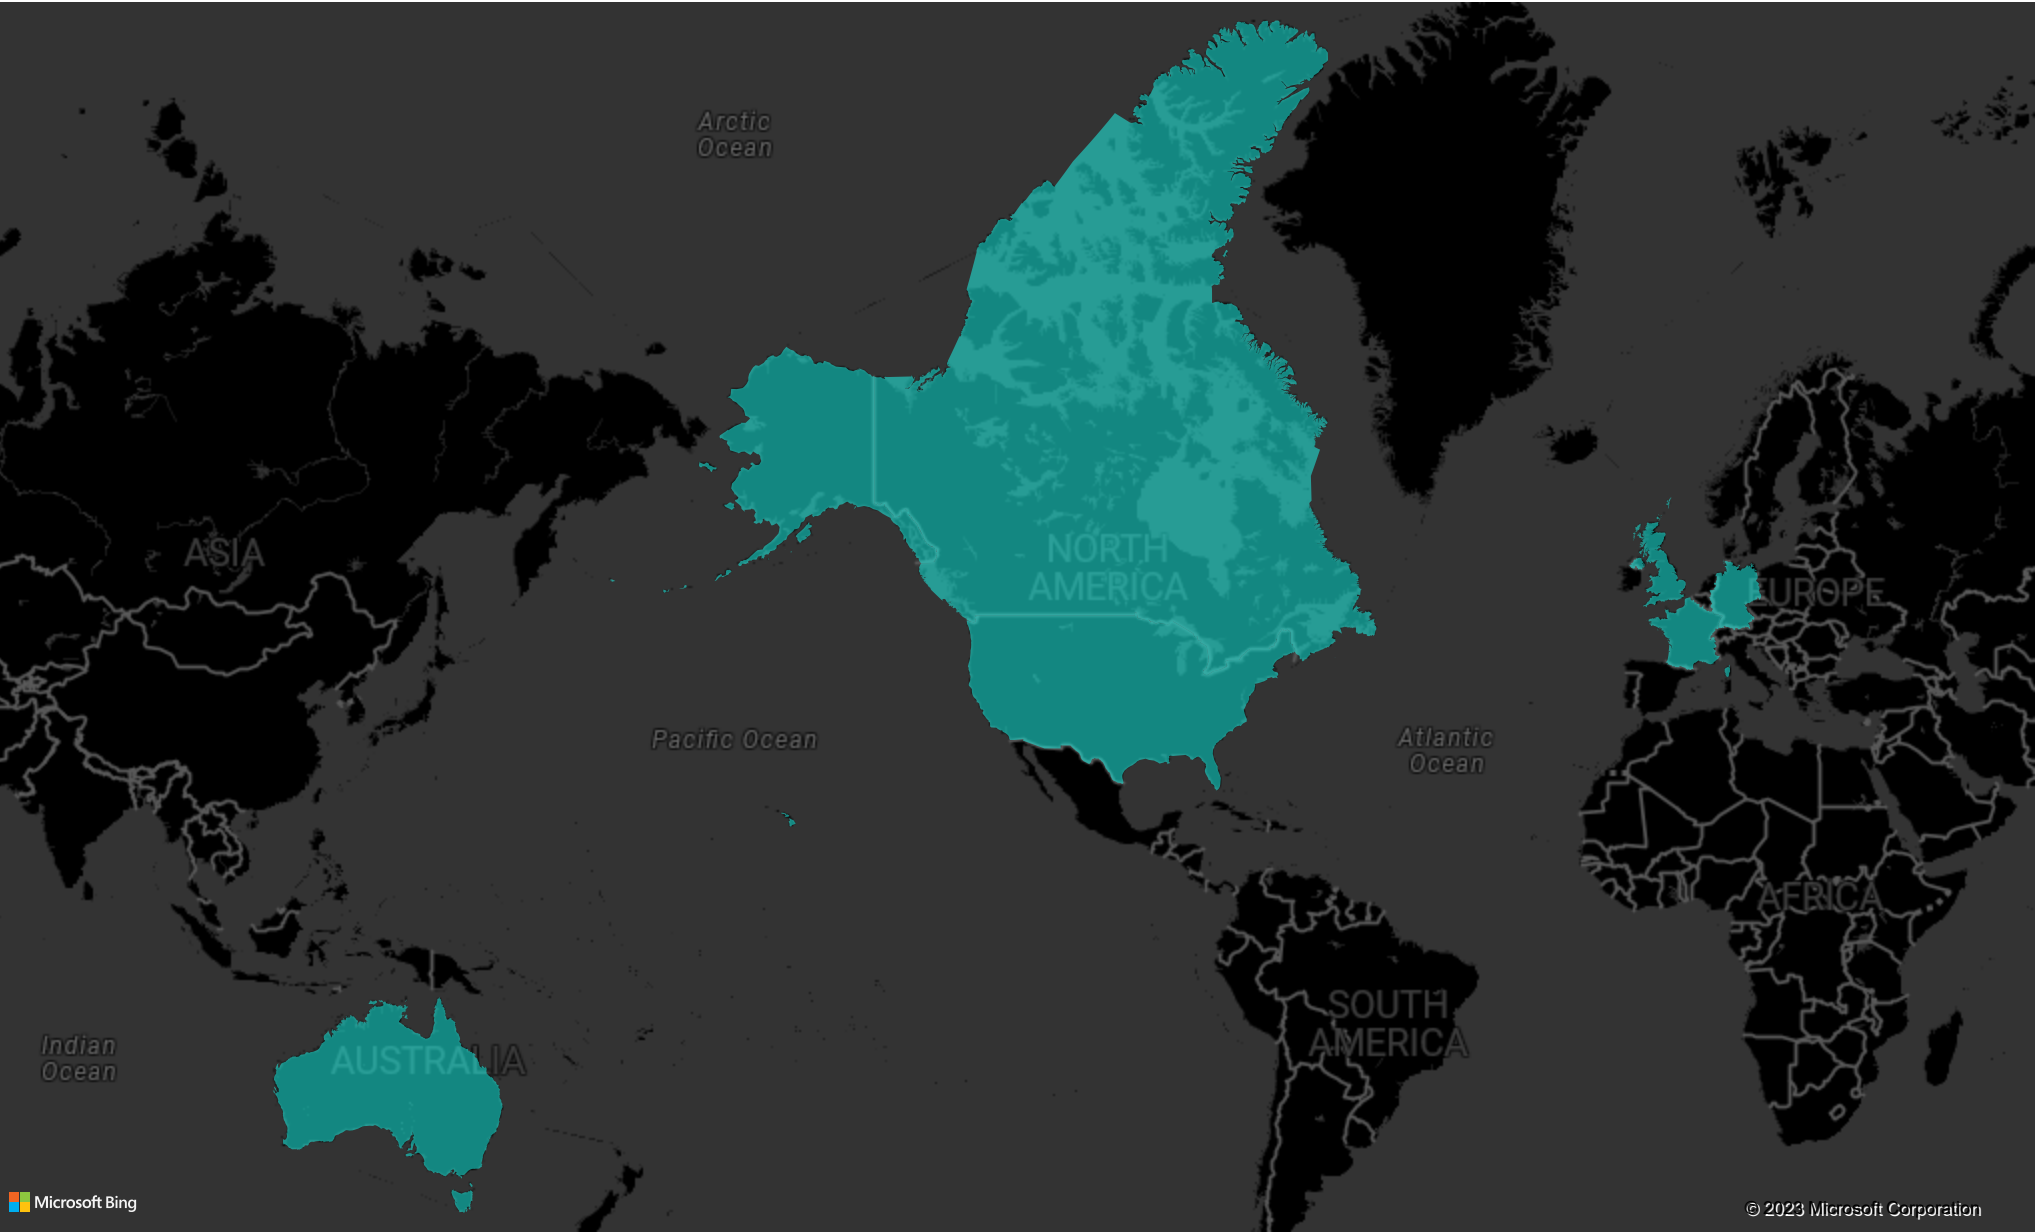 Arctic
Ocean
ASIA
NORTH
AMERICA
EUROPE
Pacific Ocean
Atlantic
Ocean
AFRICA
SOUTH
AMERICA
Indian
Ocean
AUSTRALIA
Microsoft Bing
© 2023 Microsoft Corporation